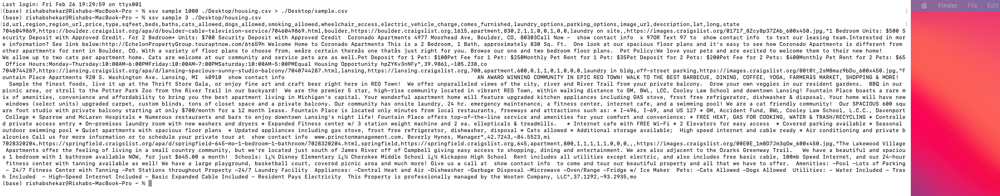 Last login: Fri Feb 26 19:29:59 on ttys001
(base) rishabshekar@Rishabs-MacBook-Pro ~ % xsv sample 1000 ./Desktop/housing.csv > ./Desktop/sample.csv
(base) rishabshekar@Rishabs-MacBook-Pro ~ % xsv sample 3 ./Desktop/housing.csv
id,url,region,region_url,price,type,sqfeet,beds,baths,cats_allowed,dogs_allowed,smoking_allowed,wheelchair_access,electric_vehicle_charge,comes_furnished,laundry_options,parking_options,image_url,description,lat,long,state
7046049869,https://boulder.craigslist.org/apa/d/boulder-cable-television-service/7046049869.html,boulder,https://boulder.craigslist.org,1615,apartment,830,2,1,1,0,1,0,0,0,laundry on site,,https://images.craigslist.org/01717_8Zcy8p37ZAb_600x450.jpg,"1 Bedroom Units: $500 S
ecurity Deposit with Approved Credit. For 2 Bedroom+ Units: $700 Security Deposit with Approved Credit  Coronado Apartments 4977 Moorhead Ave, Boulder, CO, 80303Call Now –  show contact info  x 97OR Text 97 to  show contact info  to text our leasing team.Interested in mor
e information? See link below:http://EchelonPropertyGroup.touraptnow.com/6t659h Welcome Home to Coronado Apartments This is a 2 Bedroom, 1 Bath, approximately 830 Sq. Ft.  One look at our spacious floor plans and it's easy to see how Coronado Apartments is different from
other apartments for rent in Boulder, CO. With a variety of floor plans to choose from, weâre certain thereâs one thatâs just right for you. Browse our one and two bedroom floor plans.  Pet Policy:We love your pets and are excited to welcome them to their new home!
We allow up to two cats per apartment home. Cats are welcome at our community and service pets are as well.Pet Deposit for 1 Pet: $100Pet Fee for 1 Pet: $250Monthly Pet Rent for 1 Pet: $35Pet Deposit for 2 Pets: $200Pet Fee for 2 Pets: $400Monthly Pet Rent for 2 Pets: $65
Office Hours:Monday-Thursday:10:00AM-6:00PMFriday:10:00AM-7:00PMSaturday:10:00AM-5:00PMEqual Housing Opportunity hpZYKv3nNFy",39.9861,-105.238,co
7040744287,https://lansing.craigslist.org/apa/d/lansing-spacious-sunny-studio-balcony/7040744287.html,lansing,https://lansing.craigslist.org,700,apartment,600,0,1,1,0,1,0,0,0,laundry in bldg,off-street parking,https://images.craigslist.org/00t0t_2sM8maz9bDu_600x450.jpg,"F
ountain Place Apartments 920 S. Washington Ave. Lansing, MI  48910  show contact info  AN AWARD WINNING COMMUNITY IN EPIC REO TOWN! WALK TO THE BEST BARBECUE, DINING, COFFEE, YOGA, FARMERâS MARKET, SHOPPING & MORE!
Sample the finest foods, live it up at the Thrift Store Gala, or enjoy fine art and craft beer right here in REO Town!  We offer unparalleled views of the city, river and River Trail from your private balcony.  Grow your own veggies in our resident gardens.  BBQ in our
picnic area, or stroll to the Potter Park Zoo from the River Trail in our backyard!  We are the premier 5 star, high-rise community located in vibrant REO Town, within walking distance to GM, BWL, LCC, Cooley Law School and downtown Lansing! Fountain Place boasts a rare m
ix of amenities, convenience and affordability to bring you the best apartment living in Michigan's capital. Your wonderful apartment home will feature upgraded kitchen appliances including GAS stove, frost free refrigerator, dishwasher & disposal. Your home will have new
windows (select units) upgraded carpet, custom blinds, tons of closet space and a private balcony. Our community has onsite laundry, 24 hr. emergency maintenance, a fitness center, internet cafe, and a swimming pool! We are a cat friendly community!  Our SPACIOUS 600 squ
are foot studio with private balcony starting at only $700/month for a 12 month lease. Fountain Place is located only minutes from local restaurants, freeways and attractions such as: * I-496, I-69, and US 127 * GM, Accident Fund, BWL, Cooley Law School, L.C.C., Davenport
College * Sparrow and McLaren Hospitals * Numerous restaurants and bars to enjoy downtown Lansing's night life! Fountain Place offers top-of-the-line service and amenities for your comfort and convenience: * FREE HEAT, GAS FOR COOKING, WATER & TRASH/RECYCLING * Controlle
d private access entry * On-premises laundry room with new washers and dryers * Expanded Fitness center w/ 3 station weight machine and 2 ea. ellepticals & treadmills.   * Internet cafe with FREE Wi-Fi * 2 Elevators for easy access  * Covered parking available * Seasonal
outdoor swimming pool * Quiet apartments with spacious floor plans  * Updated appliances including gas stove, frost free refrigerator, dishwasher, disposal * Cats allowed * Additional storage available;  High speed internet and cable ready * Air conditioning and private b
alconies Call us for more information or to schedule your private tour at  show contact info  www.princtonmanagement.com. Beverly Hynes, Manager",42.7243,-84.5523,mi
7028320204,https://springfield.craigslist.org/apa/d/springfield-645-mo-1-bedroom-1-bathroom/7028320204.html,springfield,https://springfield.craigslist.org,645,apartment,800,1,1,1,1,1,0,0,0,,,https://images.craigslist.org/00E0E_1m0D7Jm3qGw_600x450.jpg,"The Lakewood Village
Apartments offer the feeling of living in a small country community, but we're located just south of James River off of Campbell giving easy access to shopping, dining and entertainment. We are also adjacent to the Ozarks Greenway Trail.   We have a beautiful and spaciou
s 1 bedroom with 1 bathroom available NOW, for just $645.00 a month!  Schools: ï¿½ Disney Elementary ï¿½ Cherokee Middle School ï¿½ Kickapoo High School  Rent includes all utilities except electric, and also includes free basic cable, 100mb Speed Internet, and our 24-hour
fitness center with tanning available as well! We have a large playground, basketball court, covered picnic area and much more! Give us a call at  show contact info  to come and tour our beautiful property and all that we have to offer.  Amenities: -Pool -Lots of Parking
- 24/7 Fitness Center with Tanning -Pet Stations throughout Property -24/7 Laundry Facility  Appliances: -Central Heat and Air -Dishwasher -Garbage Disposal -Microwave -Oven/Range -Fridge w/ Ice Maker  Pets: -Cats Allowed -Dogs Allowed  Utilities: - Water Included - Tras
h Included  - High-Speed Internet Included - Basic Expanded Cable Included - Resident Pays Electricity  This Property is professionally managed by the Wooten Company, LLC",37.1292,-93.2935,mo
(base) rishabshekar@Rishabs-MacBook-Pro ~ %
Finder File Edit